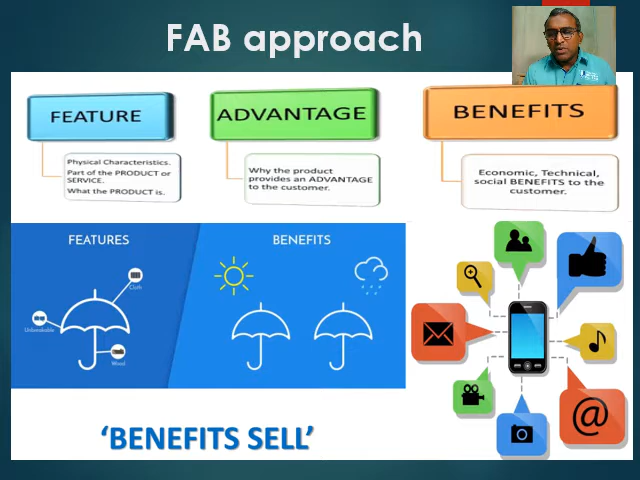 FAB approach
FEATURE
ADVANTAGE
BENEFITS
Physical Characteristics.
Part of the PRODUCT or
SERVICE.
What the PRODUCT is.
Why the product
provides an ADVANTAGE
to the customer.
Economic, Technical,
social BENEFITS to the
customer.
FEATURES
BENEFITS
Cloth
Unbreakable
Wood
@
'BENEFITS SELL'